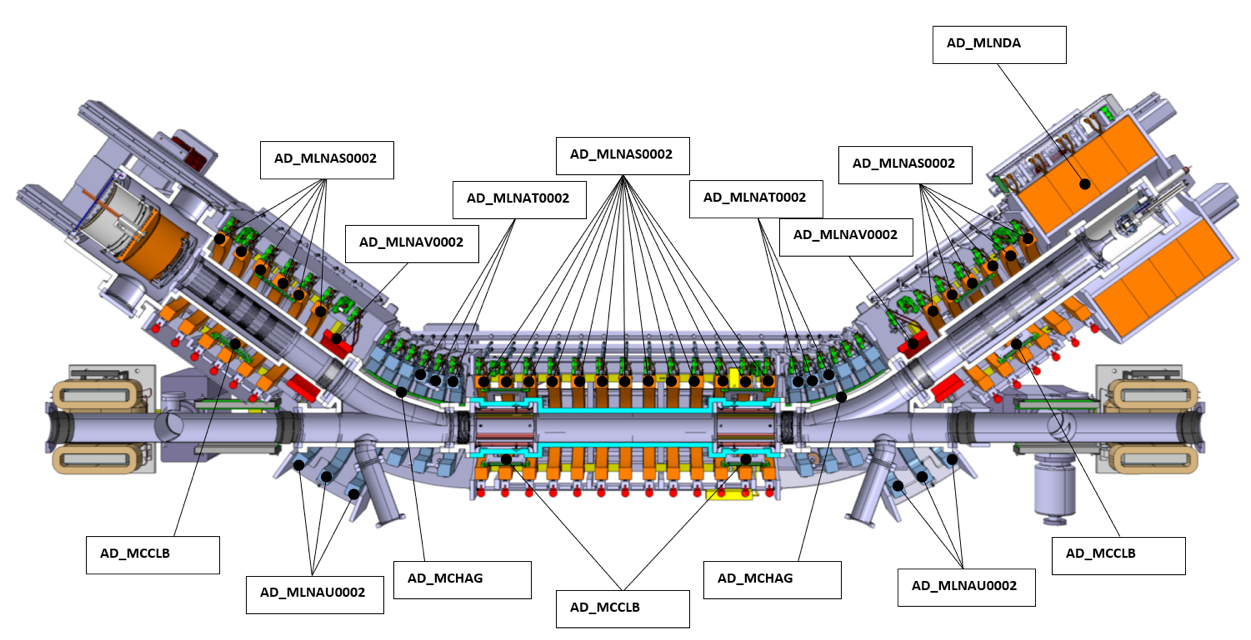 AD_MLNDA
AD_MLNAS0002
AD_MLNAS0002
AD_MLNAS0002
AD_MLNAT0002
AD_MLNAT0002
AD_MLNAV0002
AD_MLNAV0002
AD_MCCLB
AD_MLNAU0002
AD_MCHAG
AD_MCCLB
AD_MCHAG
AD_MLNAU0002
AD_MCCLB